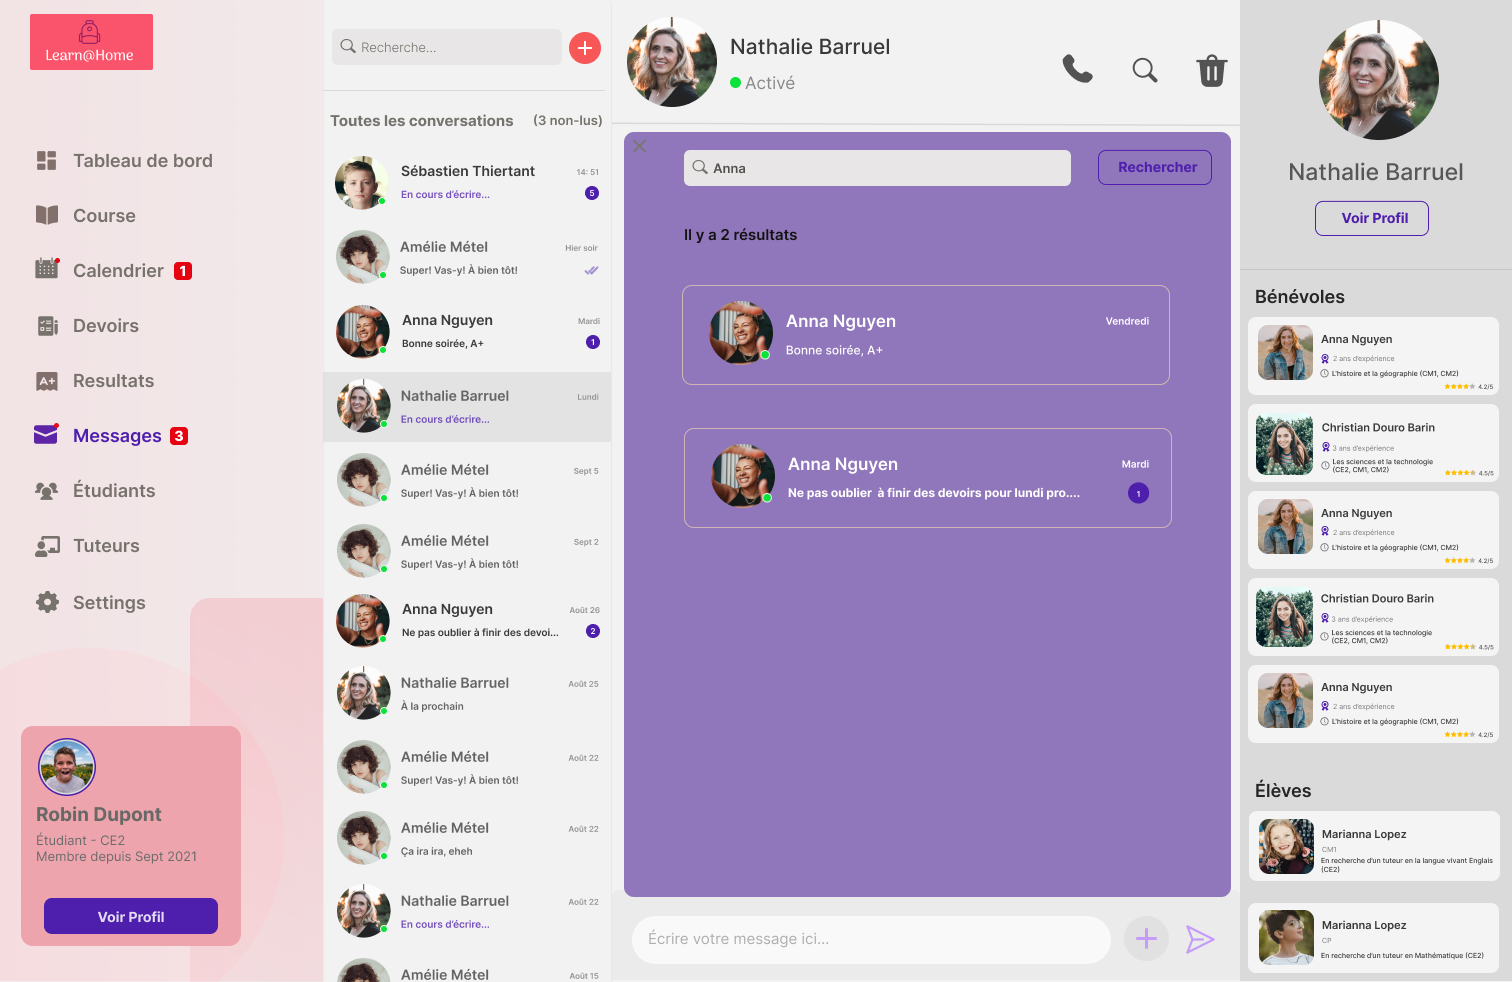 Learn@Home
Tableau de bord
Course
Calendrier 1
Devoirs
A+ Resultats
Messages 3
Étudiants
Tuteurs
Settings
Robin Dupont
Étudiant - CE2
Membre depuis Sept 2021
Voir Profil
Recherche...
Toutes les conversations (3 non-lus)
Sébastien Thiertant 14: 51
En cours d'écrire... 5
Amélie Métel Hier soir
Super! Vas-y! À bien tôt!
Anna Nguyen Mardi
Bonne soirée, A+ 1
Nathalie Barruel Lundi
En cours d'écrire...
Amélie Métel Sept 5
Super! Vas-y! À bien tôt!
Amélie Métel Sept 2
Super! Vas-y! À bien tôt!
Anna Nguyen Août 26
Ne pas oublier à finir des devoi... 2
Nathalie Barruel Août 25
À la prochain
Amélie Métel Août 22
Super! Vas-y! À bien tôt!
Amélie Métel Août 22
Ça ira ira, eheh
Nathalie Barruel Août 22
En cours d'écrire...
Amélie Métel Août 15
Nathalie Barruel
Activé
Anna
Rechercher
Il y a 2 résultats
Anna Nguyen Vendredi
Bonne soirée, A+
Anna Nguyen Mardi
Ne pas oublier à finir des devoirs pour lundi pro.... 1
Écrire votre message ici...
Nathalie Barruel
Voir Profil
Bénévoles
Anna Nguyen
2 ans d'expérience
L'histoire et la géographie (CM1, CM2)
4.2/5
Christian Douro Barin
3 ans d'expérience
Les sciences et la technologie
(CE2, CM1, CM2)
4.5/5
Anna Nguyen
2 ans d'expérience
L'histoire et la géographie (CM1, CM2)
4.2/5
Christian Douro Barin
3 ans d'expérience
Les sciences et la technologie
(CE2, CM1, CM2)
4.5/5
Anna Nguyen
2 ans d'expérience
L'histoire et la géographie (CM1, CM2)
4.2/5
Élèves
Marianna Lopez
CM1
En recherche d'un tuteur en la langue vivant Englais
(CE2)
Marianna Lopez
CP
En recherche d'un tuteur en Mathématique (CE2)